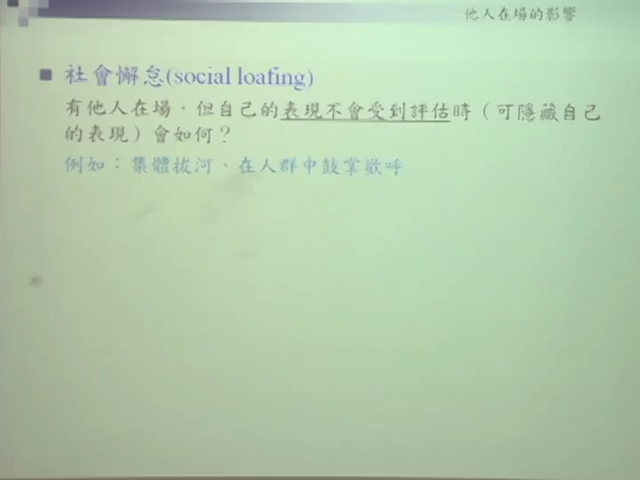 他人在場的影響
社會懈怠(social loafing)
有他人在場，但自己的表現不會受到評估時（可隱藏自己
的表現）會如何？
例如：集體拔河、在人群中鼓掌歡呼